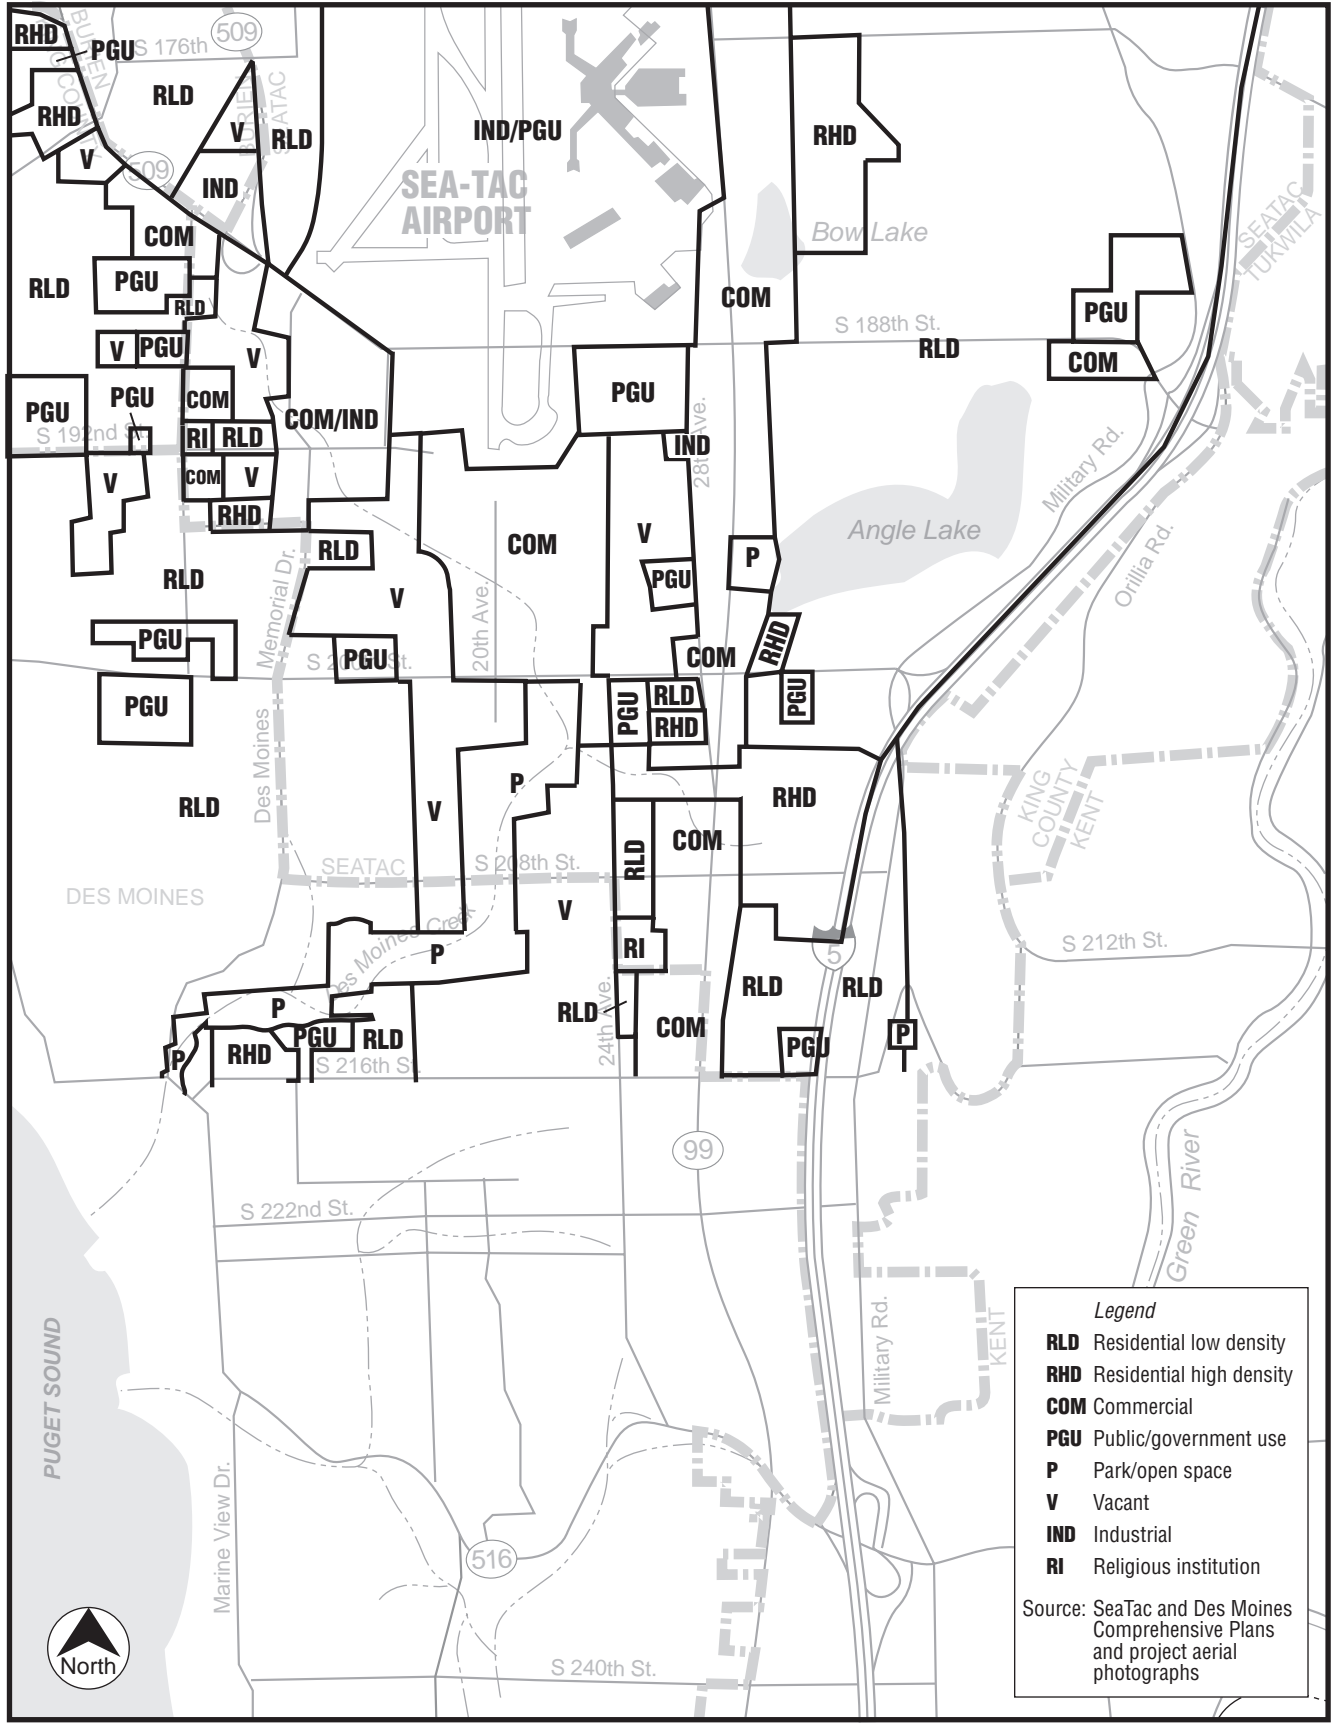 RHD
BURIEN
KING COUNTY
PGU
S 176th
509
RLD
BURIEN
SEATAC
RHD
V
RLD
IND/PGU
RHD
V
509
IND
SEA-TAC
AIRPORT
SEATAC
TUKWILA
COM
Bow Lake
RLD
PGU
RLD
COM
PGU
S 188th St.
V
PGU
V
RLD
COM
PGU
PGU
COM
COM/IND
PGU
28th Ave.
S 192nd St.
RI
RLD
IND
Military Rd.
V
COM
V
RHD
Angle Lake
Orillia Rd.
RLD
COM
V
P
RLD
Memorial Dr.
V
PGU
20th Ave.
PGU
S 200th St.
PGU
COM
RHD
PGU
Des Moines
PGU
RLD
PGU
RHD
P
RHD
KING
COUNTY
KENT
RLD
V
COM
RLD
SEATAC
S 208th St.
DES MOINES
V
Des Moines Creek
P
RI
5
S 212th St.
RLD
RLD
P
RLD
24th Ave.
COM
P
RHD
PGU
RLD
PGU
P
S 216th St.
99
Green River
S 222nd St.
PUGET SOUND
Military Rd.
KENT
Marine View Dr.
516
S 240th St.
North
Legend
RLD Residential low density
RHD Residential high density
COM Commercial
PGU Public/government use
P Park/open space
V Vacant
IND Industrial
RI Religious institution
Source: SeaTac and Des Moines
Comprehensive Plans
and project aerial
photographs